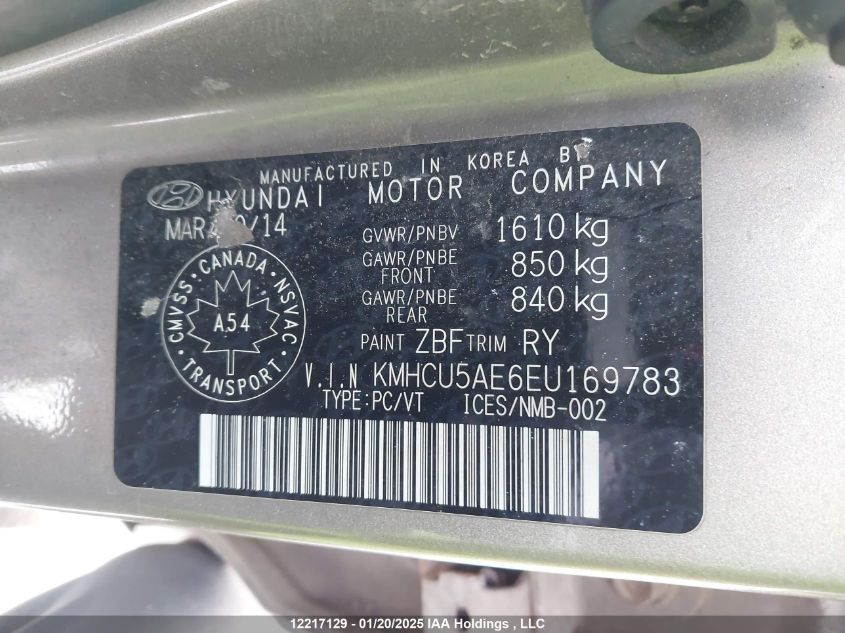 MANUFACTURED IN KOREA BY
HYUNDAI MOTOR COMPANY
/14
GVWR/PNBV 1610 kg
GAWR/PNBE FRONT 850 kg
GAWR/PNBE REAR 840 kg
CMVSS · CANADA · NSVAC
A54
TRANSPORT
PAINT ZBF TRIM RY
V.I.N KMHCU5AE6EU169783
TYPE:PC/VT ICES/NMB-002
12217129 - 01/20/2025 IAA Holdings , LLC